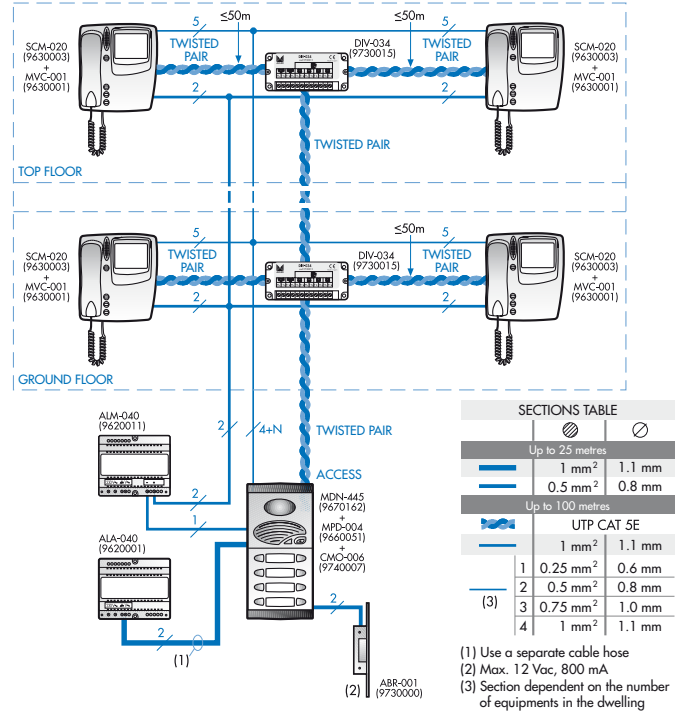 5
≤50m
≤50m
5
SCM-020
(9630003)
+
MVC-001
(9630001)
TWISTED
PAIR
DIV-034
(9730015)
TWISTED
PAIR
SCM-020
(9630003)
+
MVC-001
(9630001)
2
2
TWISTED PAIR
TOP FLOOR
5
≤50m
5
SCM-020
(9630003)
+
MVC-001
(9630001)
TWISTED
PAIR
DIV-034
(9730015)
TWISTED
PAIR
SCM-020
(9630003)
+
MVC-001
(9630001)
2
2
GROUND FLOOR
ALM-040
(9620011)
2
4+N
TWISTED PAIR
ACCESS
2
1
MDN-445
(9670162)
+
MPD-004
(9660051)
+
CMO-006
(9740007)
ALA-040
(9620001)
2
(1)
2
(2)
ABR-001
(9730000)
SECTIONS TABLE
Up to 25 metres
1 mm² 1.1 mm
0.5 mm² 0.8 mm
Up to 100 metres
UTP CAT 5E
1 mm² 1.1 mm
(3)
1 0.25 mm² 0.6 mm
2 0.5 mm² 0.8 mm
3 0.75 mm² 1.0 mm
4 1 mm² 1.1 mm
(1) Use a separate cable hose
(2) Max. 12 Vac, 800 mA
(3) Section dependent on the number
of equipments in the dwelling